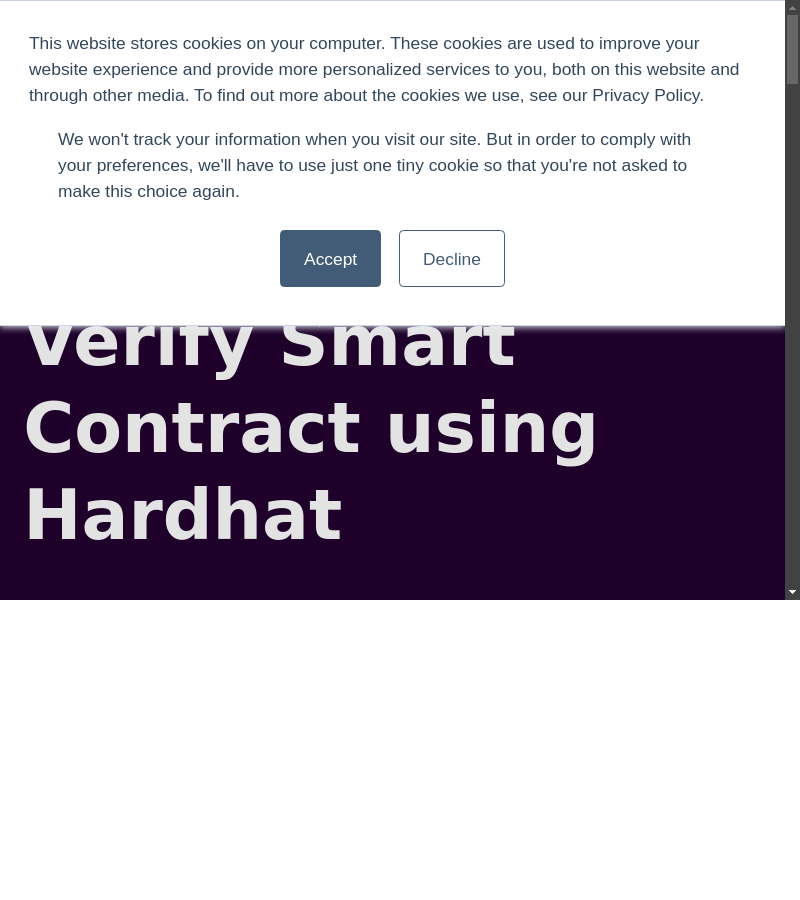 This website stores cookies on your computer. These cookies are used to improve your
website experience and provide more personalized services to you, both on this website and
through other media. To find out more about the cookies we use, see our Privacy Policy.
We won't track your information when you visit our site. But in order to comply with
your preferences, we'll have to use just one tiny cookie so that you're not asked to
make this choice again.
Accept Decline
Verify Smart
Contract using
Hardhat